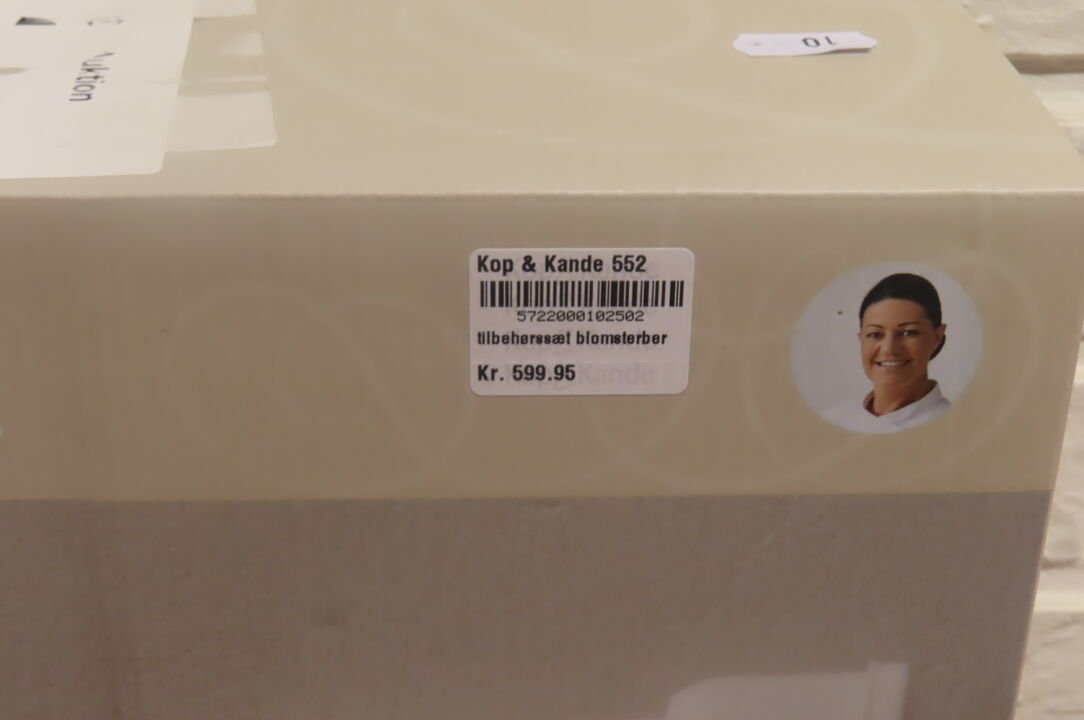 Auktion
10
Kop & Kande 552
5722000102502
tilbehørssæt blomsterber
Kr. 599.95